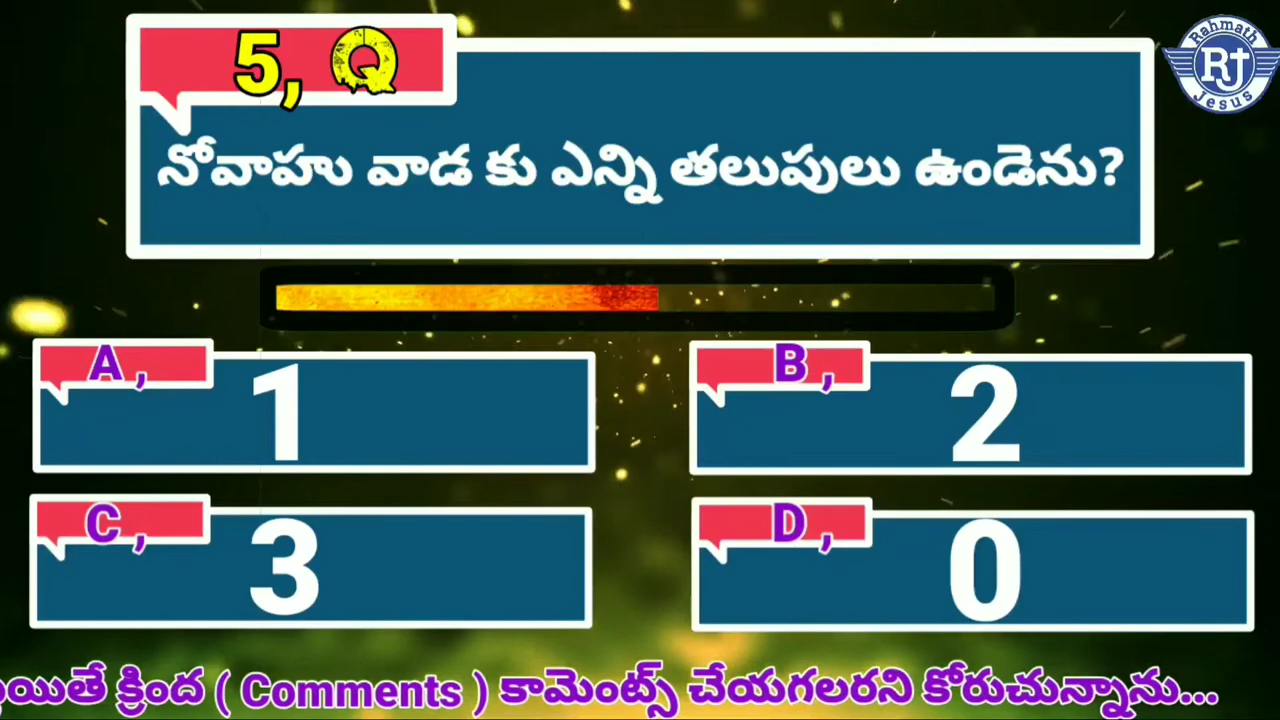 5, Q
Rahmath
RJ
Jesus
నోవాహు వాడ కు ఎన్ని తలుపులు ఉండెను?
A ,
1
B ,
2
C ,
3
D ,
0
క్రింద ( Comments ) కామెంట్స్ చేయగలరని కోరుచున్నాను...